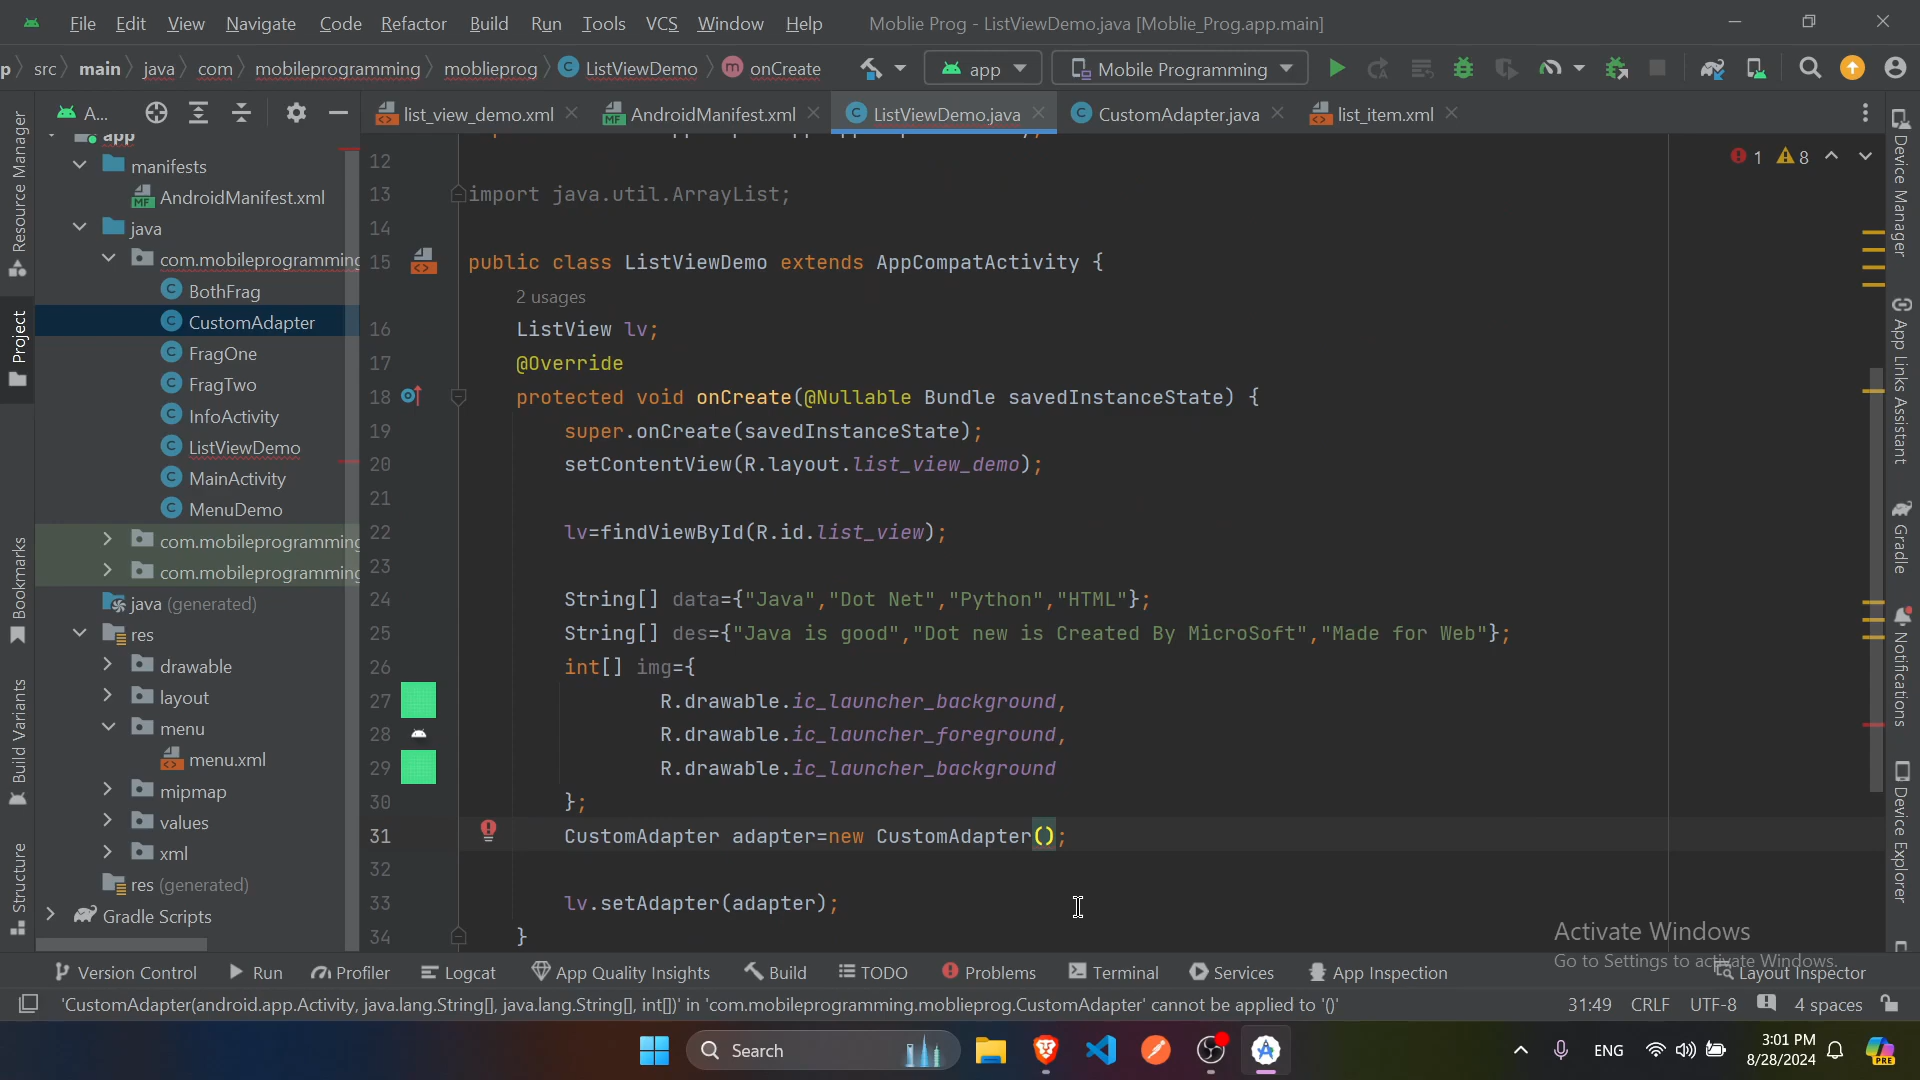 File Edit View Navigate Code Refactor Build Run Tools VCS Window Help Moblie Prog - ListViewDemo.java [Moblie_Prog.app.main]
p src main java com mobileprogramming moblieprog ListViewDemo onCreate app Mobile Programming
A... list_view_demo.xml AndroidManifest.xml ListViewDemo.java CustomAdapter.java list_item.xml
Resource Manager
Project
Bookmarks
Build Variants
Structure
app
manifests
AndroidManifest.xml
java
com.mobileprogramming
BothFrag
CustomAdapter
FragOne
FragTwo
InfoActivity
ListViewDemo
MainActivity
MenuDemo
com.mobileprogramming
com.mobileprogramming
java (generated)
res
drawable
layout
menu
menu.xml
mipmap
values
xml
res (generated)
Gradle Scripts
1 8
12
13 import java.util.ArrayList;
14
15 public class ListViewDemo extends AppCompatActivity {
2 usages
16 ListView lv;
17 @Override
18 protected void onCreate(@Nullable Bundle savedInstanceState) {
19 super.onCreate(savedInstanceState);
20 setContentView(R.layout.list_view_demo);
21
22 lv=findViewById(R.id.list_view);
23
24 String[] data={"Java","Dot Net","Python","HTML"};
25 String[] des={"Java is good","Dot new is Created By MicroSoft","Made for Web"};
26 int[] img={
27 R.drawable.ic_launcher_background,
28 R.drawable.ic_launcher_foreground,
29 R.drawable.ic_launcher_background
30 };
31 CustomAdapter adapter=new CustomAdapter();
32
33 lv.setAdapter(adapter);
34 }
Device Manager
App Links Assistant
Gradle
Notifications
Device Explorer
Activate Windows
Go to Settings to activate Windows.
Version Control Run Profiler Logcat App Quality Insights Build TODO Problems Terminal Services App Inspection Layout Inspector
'CustomAdapter(android.app.Activity, java.lang.String[], java.lang.String[], int[])' in 'com.mobileprogramming.moblieprog.CustomAdapter' cannot be applied to '()' 31:49 CRLF UTF-8 4 spaces
Search ENG 3:01 PM
8/28/2024
PRE